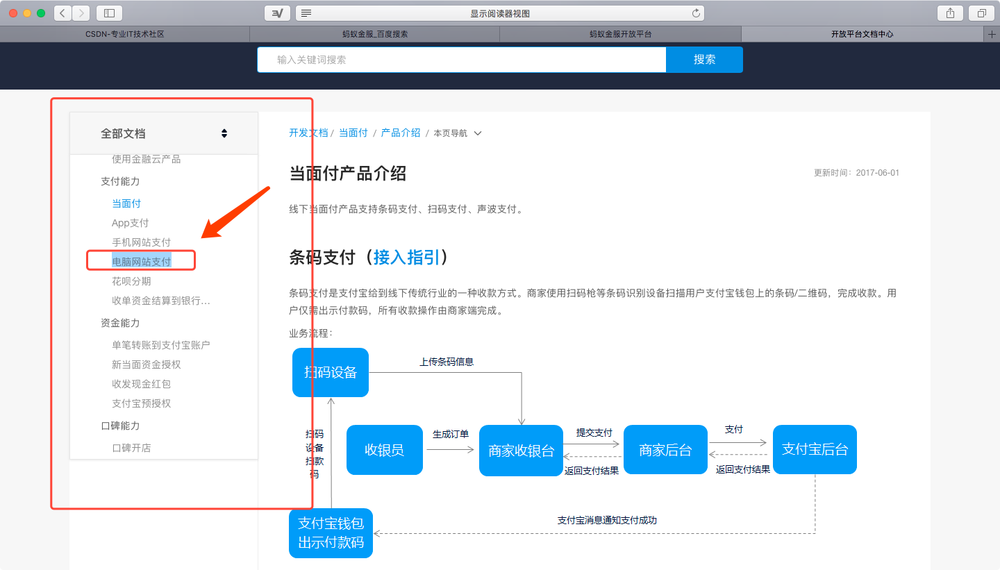 显示阅读器视图
CSDN-专业IT技术社区
蚂蚁金服_百度搜索
蚂蚁金服开放平台
开放平台文档中心
输入关键词搜索
搜索
全部文档
使用金融云产品
支付能力
当面付
App支付
手机网站支付
电脑网站支付
花呗分期
收单资金结算到银行...
资金能力
单笔转账到支付宝账户
新当面资金授权
收发现金红包
支付宝预授权
口碑能力
口碑开店
开发文档 / 当面付 / 产品介绍 / 本页导航
当面付产品介绍
更新时间：2017-06-01
线下当面付产品支持条码支付、扫码支付、声波支付。
条码支付（接入指引）
条码支付是支付宝给到线下传统行业的一种收款方式。商家使用扫码枪等条码识别设备扫描用户支付宝钱包上的条码/二维码，完成收款。用
户仅需出示付款码，所有收款操作由商家端完成。
业务流程：
扫码设备
上传条码信息
扫码
设备
扫款
码
收银员
生成订单
商家收银台
提交支付
返回支付结果
商家后台
支付
返回支付结果
支付宝后台
支付宝钱包
出示付款码
支付宝消息通知支付成功